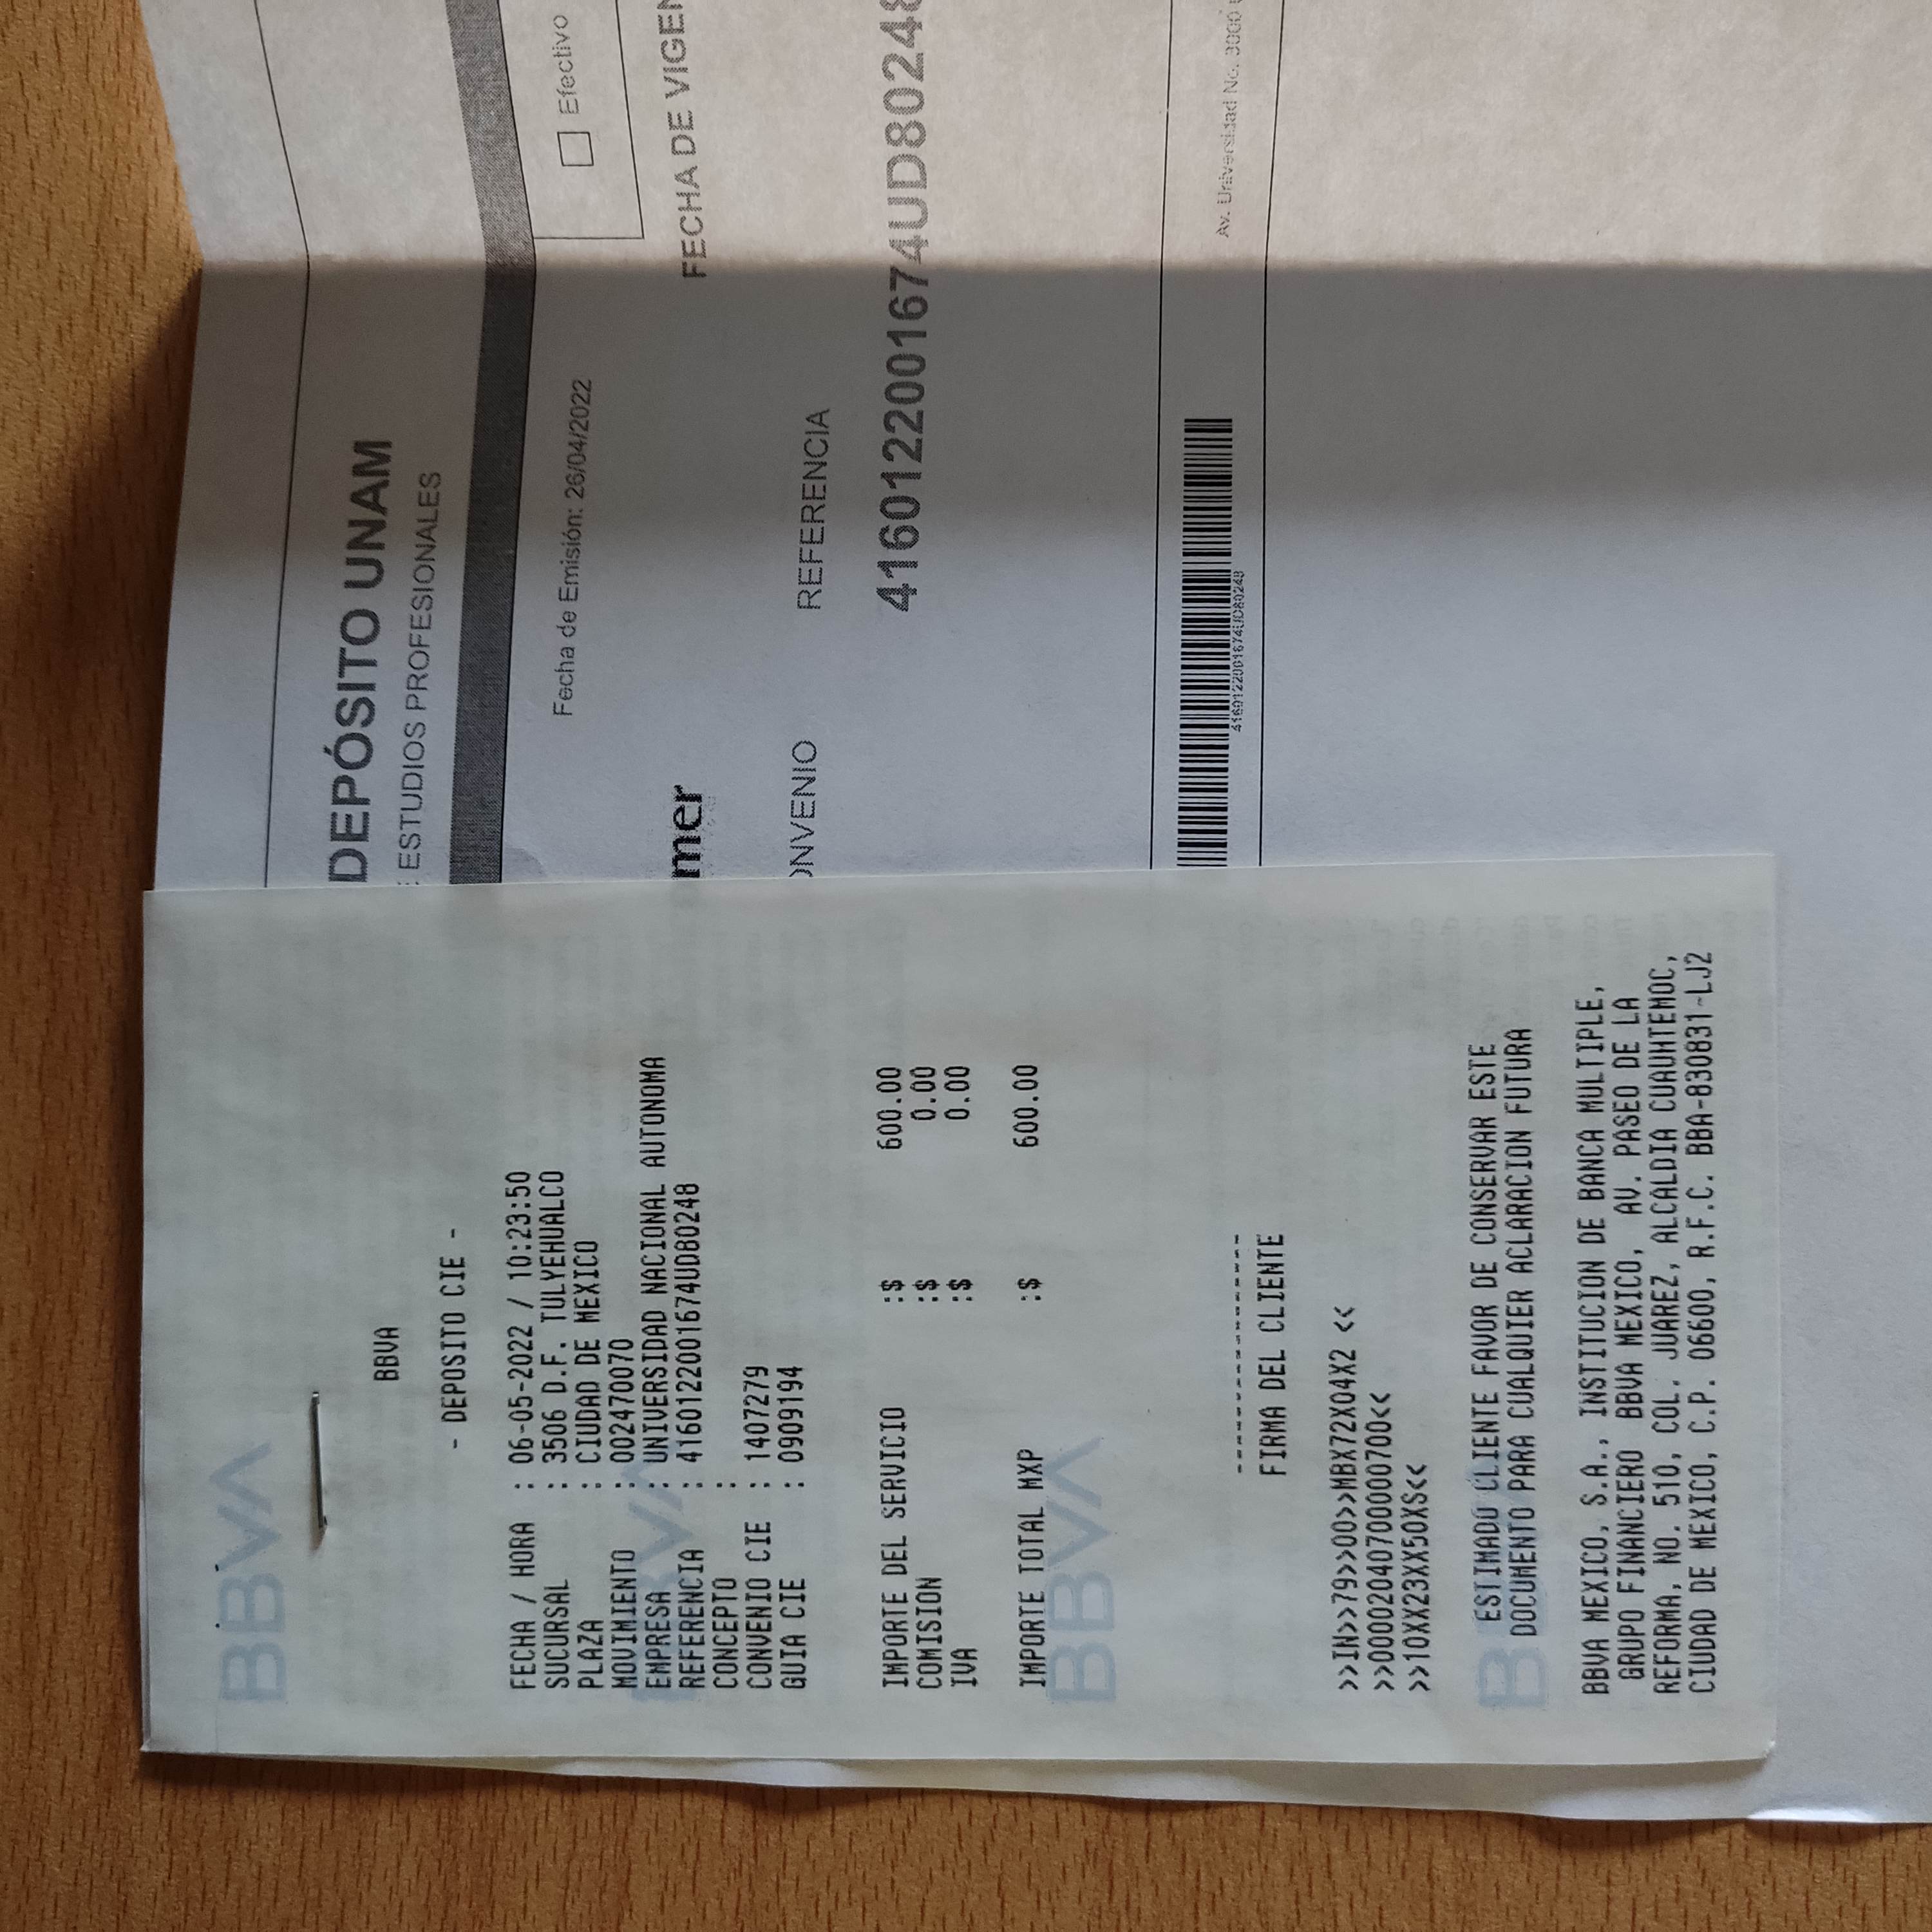 BBVA
BBVA
- DEPOSITO CIE -
FECHA / HORA : 06-05-2022 / 10:23:50
SUCURSAL : 3506 D.F. TULYEHUALCO
PLAZA : CIUDAD DE MEXICO
MOVIMIENTO : 002470070
EMPRESA : UNIVERSIDAD NACIONAL AUTONOMA
REFERENCIA : 4160122001674UD80248
CONCEPTO :
CONVENIO CIE : 1407279
GUIA CIE : 0909194
IMPORTE DEL SERVICIO :$ 600.00
COMISION :$ 0.00
IVA :$ 0.00
IMPORTE TOTAL MXP :$ 600.00
BBVA
FIRMA DEL CLIENTE
>>IN>>79>>00>>MBX72X04X2 <<
>>00002040700000700<<
>>10XX23XX50XS<<
ESTIMADO CLIENTE FAVOR DE CONSERVAR ESTE
DOCUMENTO PARA CUALQUIER ACLARACION FUTURA
BBVA MEXICO, S.A., INSTITUCION DE BANCA MULTIPLE,
GRUPO FINANCIERO BBVA MEXICO, AV. PASEO DE LA
REFORMA, NO. 510, COL. JUAREZ, ALCALDIA CUAUHTEMOC,
CIUDAD DE MEXICO, C.P. 06600, R.F.C. BBA-830831-LJ2
DEPÓSITO UNAM
ESTUDIOS PROFESIONALES
Fecha de Emisión: 26/04/2022
Efectivo
mer
FECHA DE VIGEN
ONVENIO
REFERENCIA
4160122001674UD80248
4160122001674UD80248
Av. Universidad No. 3000